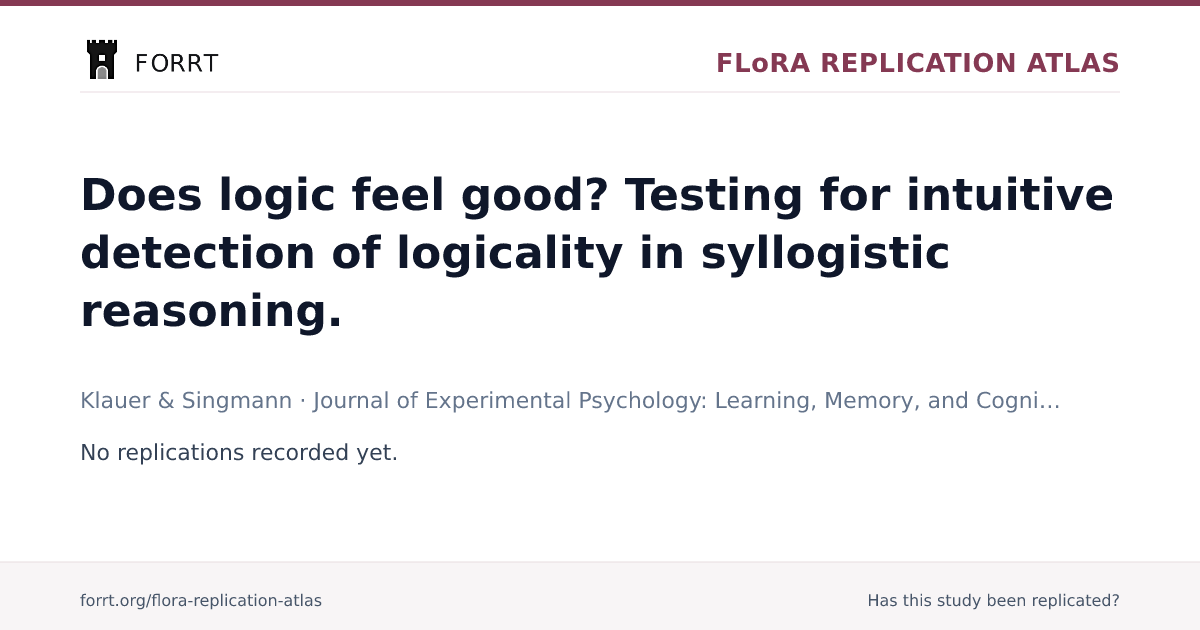 FORRT
FLoRA REPLICATION ATLAS
Does logic feel good? Testing for intuitive
detection of logicality in syllogistic
reasoning.
Klauer & Singmann · Journal of Experimental Psychology: Learning, Memory, and Cogni…
No replications recorded yet.
forrt.org/flora-replication-atlas
Has this study been replicated?